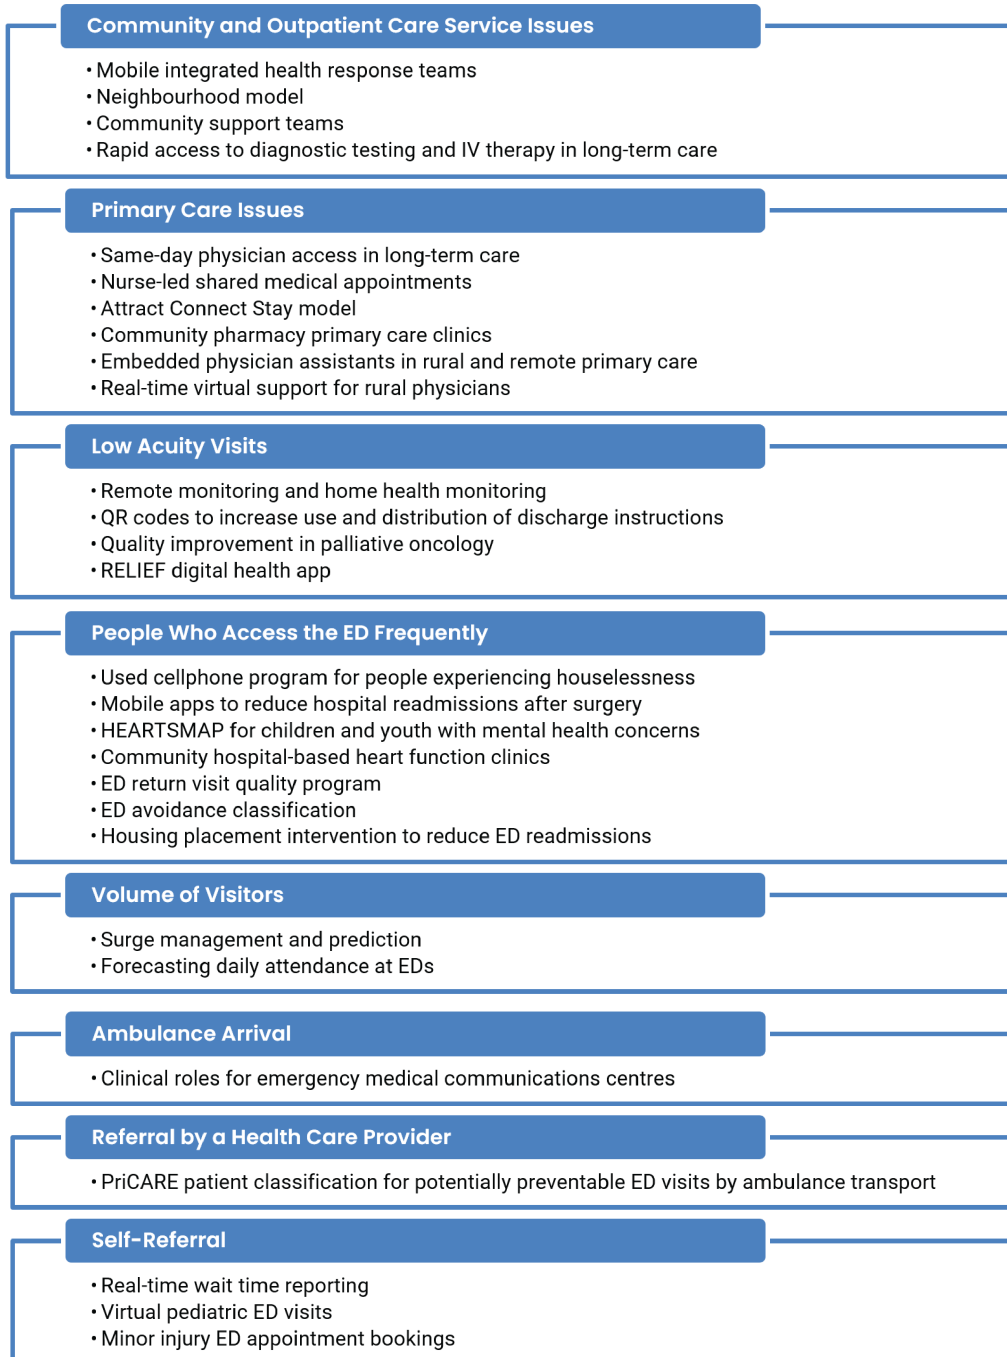 Community and Outpatient Care Service Issues
• Mobile integrated health response teams
• Neighbourhood model
• Community support teams
• Rapid access to diagnostic testing and IV therapy in long-term care
Primary Care Issues
• Same-day physician access in long-term care
• Nurse-led shared medical appointments
• Attract Connect Stay model
• Community pharmacy primary care clinics
• Embedded physician assistants in rural and remote primary care
• Real-time virtual support for rural physicians
Low Acuity Visits
• Remote monitoring and home health monitoring
• QR codes to increase use and distribution of discharge instructions
• Quality improvement in palliative oncology
• RELIEF digital health app
People Who Access the ED Frequently
• Used cellphone program for people experiencing houselessness
• Mobile apps to reduce hospital readmissions after surgery
• HEARTSMAP for children and youth with mental health concerns
• Community hospital-based heart function clinics
• ED return visit quality program
• ED avoidance classification
• Housing placement intervention to reduce ED readmissions
Volume of Visitors
• Surge management and prediction
• Forecasting daily attendance at EDs
Ambulance Arrival
• Clinical roles for emergency medical communications centres
Referral by a Health Care Provider
• PriCARE patient classification for potentially preventable ED visits by ambulance transport
Self-Referral
• Real-time wait time reporting
• Virtual pediatric ED visits
• Minor injury ED appointment bookings